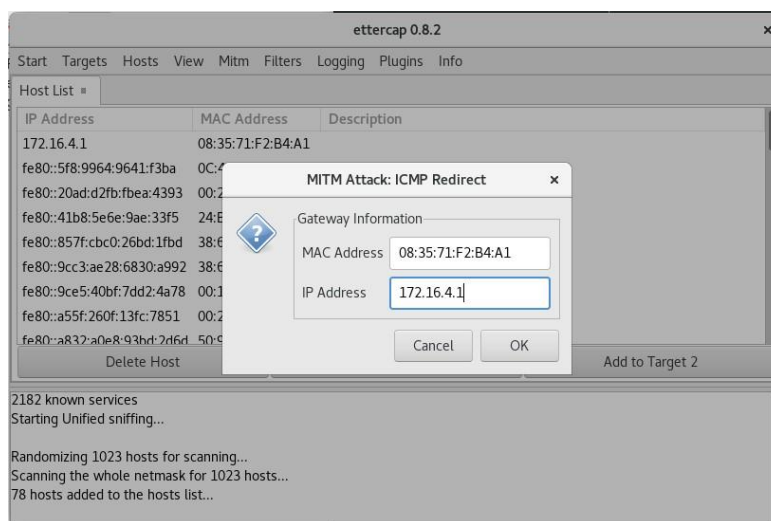 ettercap 0.8.2
×
Start Targets Hosts View Mitm Filters Logging Plugins Info
Host List
IP Address MAC Address Description
172.16.4.1 08:35:71:F2:B4:A1
fe80::5f8:9964:9641:f3ba
fe80::20ad:d2fb:fbea:4393
fe80::41b8:5e6e:9ae:33f5
fe80::857f:cbc0:26bd:1fbd
fe80::9cc3:ae28:6830:a992
fe80::9ce5:40bf:7dd2:4a78
fe80::a55f:260f:13fc:7851
fe80::a832:a0e8:93bd:2d6d
MITM Attack: ICMP Redirect ×
Gateway Information
MAC Address 08:35:71:F2:B4:A1
IP Address 172.16.4.1
Cancel OK
Delete Host Add to Target 2
2182 known services
Starting Unified sniffing...
Randomizing 1023 hosts for scanning...
Scanning the whole netmask for 1023 hosts...
78 hosts added to the hosts list...